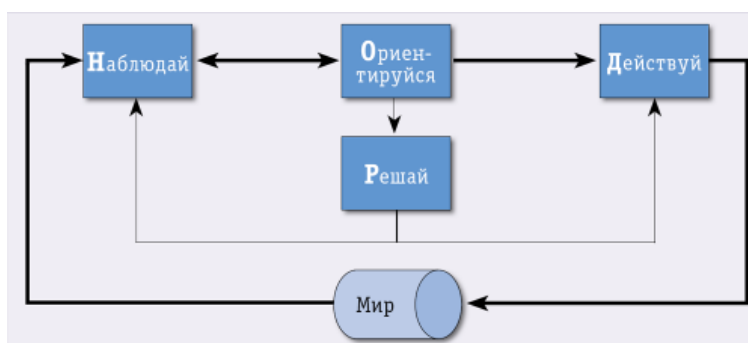 Наблюдай
Ориен-
тируйся
Действуй
Решай
Мир